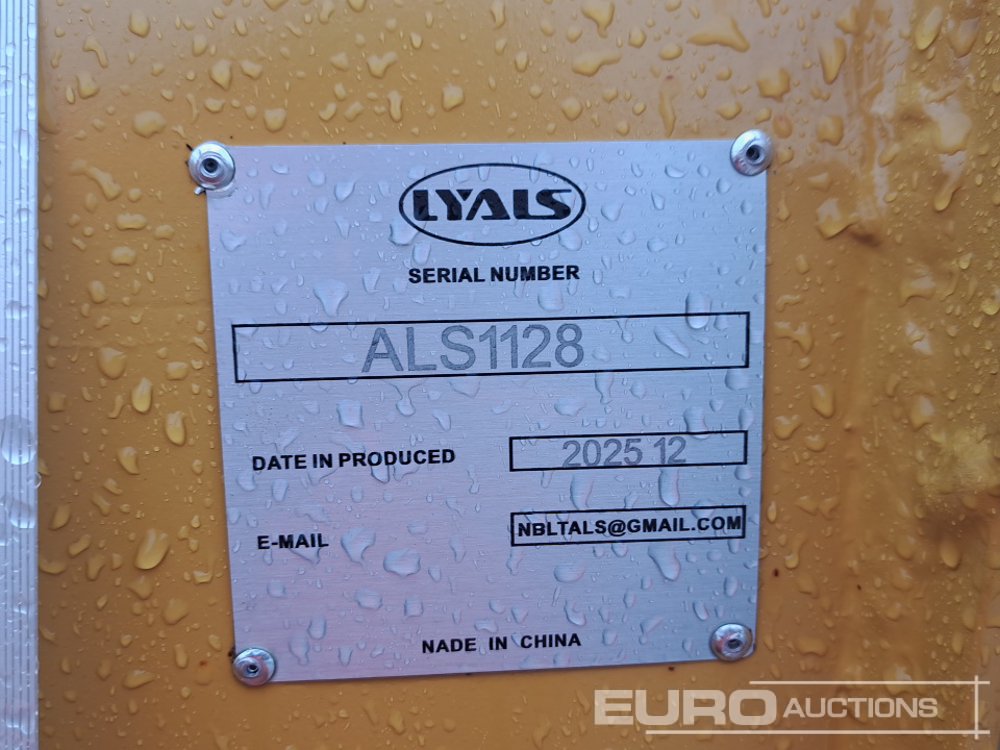 LYALS
SERIAL NUMBER
ALS1128
DATE IN PRODUCED 2025 12
E-MAIL NBLTALS@GMAIL.COM
NADE IN CHINA
EURO AUCTIONS